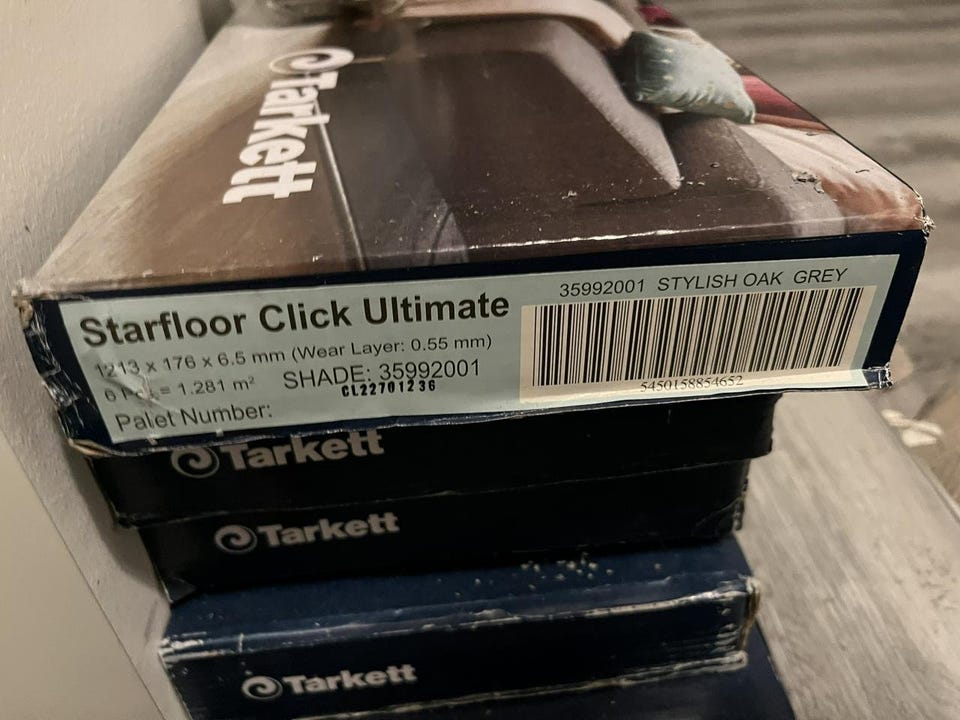 Tarkett
Starfloor Click Ultimate
1213 x 176 x 6.5 mm (Wear Layer: 0.55 mm)
6 = 1.281 m²
SHADE: 35992001
CL22701236
Palet Number:
35992001 STYLISH OAK GREY
5450158854652
Tarkett
Tarkett
Tarkett